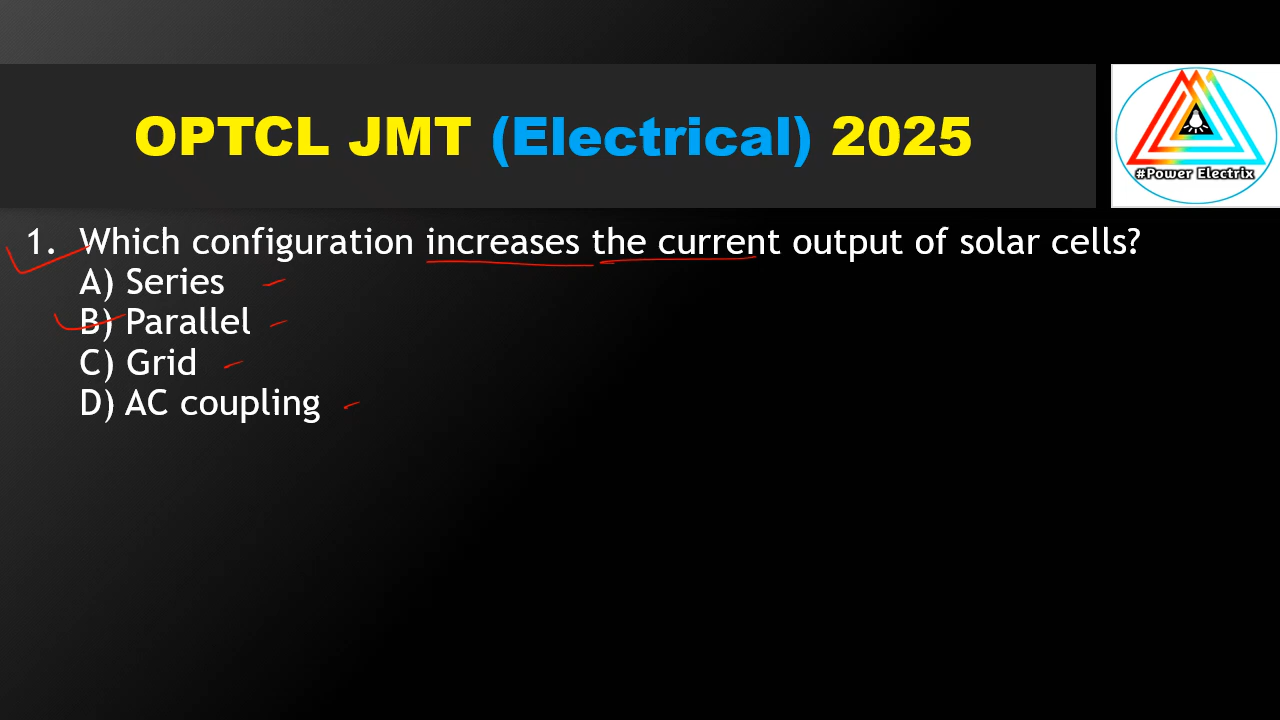 OPTCL JMT (Electrical) 2025
#Power Electrix
1. Which configuration increases the current output of solar cells?
A) Series
B) Parallel
C) Grid
D) AC coupling